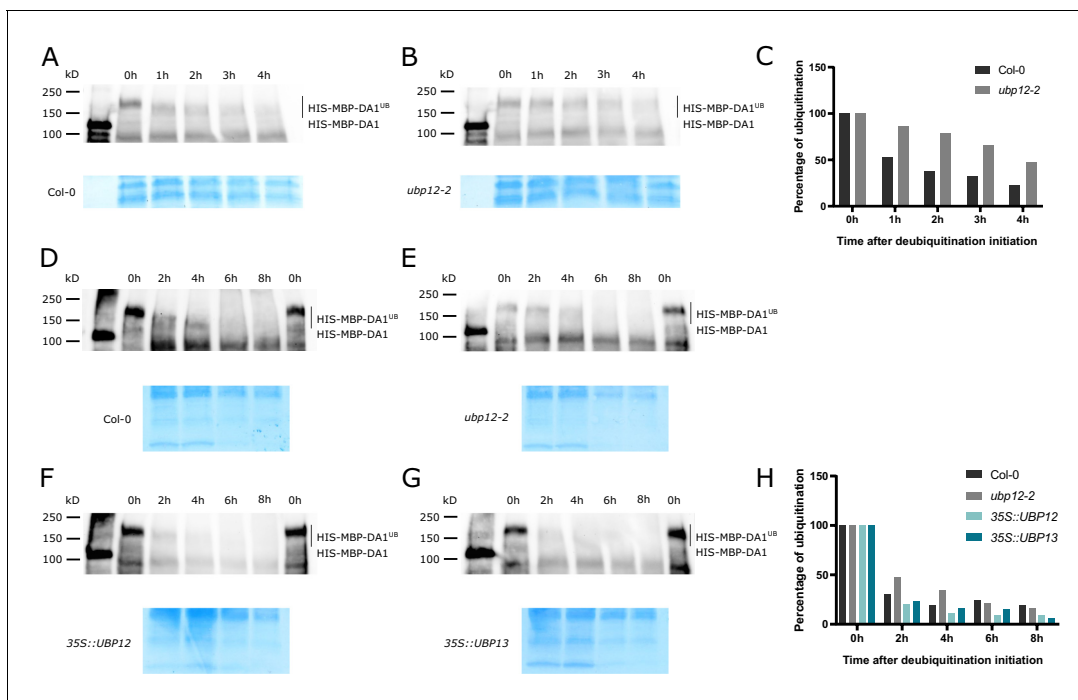 A
kD 0h 1h 2h 3h 4h
250
150
100
HIS-MBP-DA1UB
HIS-MBP-DA1
Col-0
B
kD 0h 1h 2h 3h 4h
250
150
100
HIS-MBP-DA1UB
HIS-MBP-DA1
ubp12-2
C
Percentage of ubiquitination
150
100
50
0
0h 1h 2h 3h 4h
Time after deubiquitination initiation
Col-0
ubp12-2
D
kD 0h 2h 4h 6h 8h 0h
250
150
100
HIS-MBP-DA1UB
HIS-MBP-DA1
Col-0
E
kD 0h 2h 4h 6h 8h 0h
250
150
100
HIS-MBP-DA1UB
HIS-MBP-DA1
ubp12-2
F
kD 0h 2h 4h 6h 8h 0h
250
150
100
HIS-MBP-DA1UB
HIS-MBP-DA1
35S::UBP12
G
kD 0h 2h 4h 6h 8h 0h
250
150
100
HIS-MBP-DA1UB
HIS-MBP-DA1
35S::UBP13
H
Percentage of ubiquitination
150
100
50
0
0h 2h 4h 6h 8h
Time after deubiquitination initiation
Col-0
ubp12-2
35S::UBP12
35S::UBP13